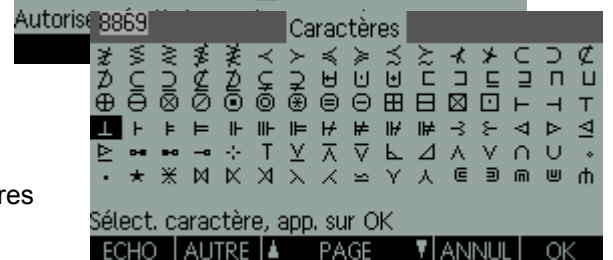 Autorise
8869 Caractères
res
Sélect. caractère, app. sur OK
ECHO AUTRE PAGE ANNUL OK